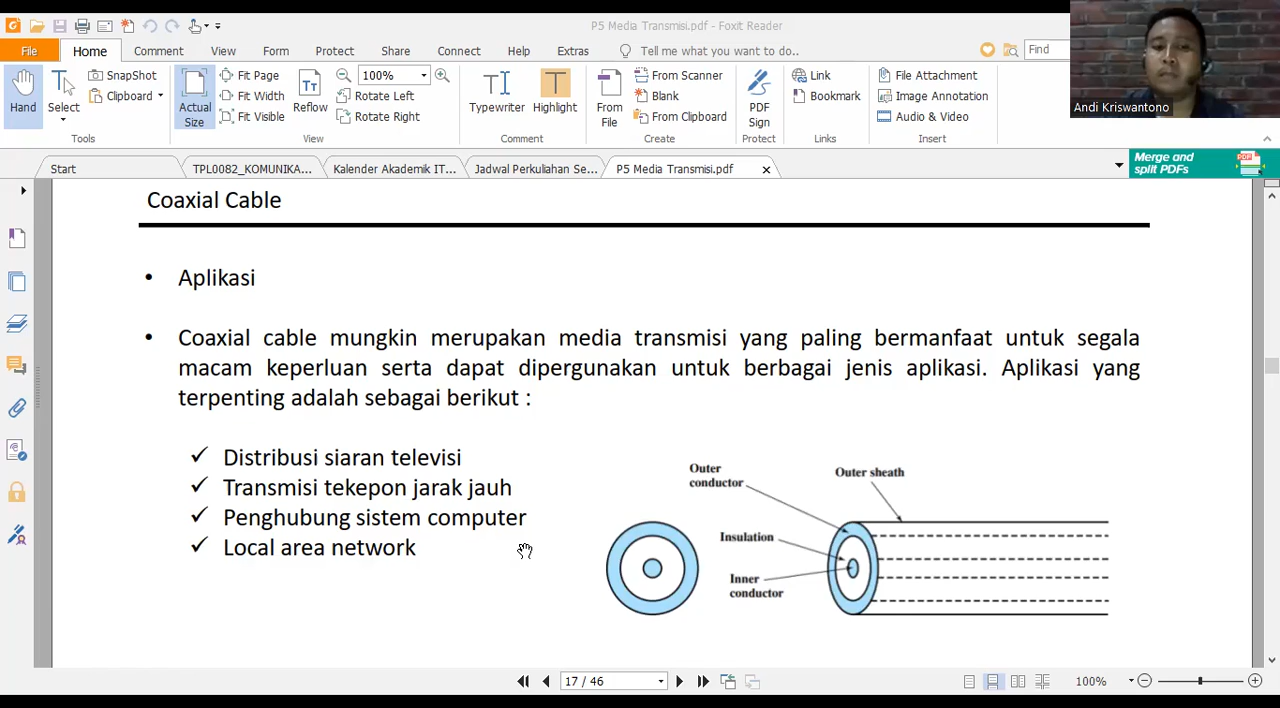 P5 Media Transmisi.pdf - Foxit Reader
File Home Comment View Form Protect Share Connect Help Extras Tell me what you want to do.. Find
Hand
Select
SnapShot
Clipboard
Tools
Actual
Size
Fit Page
Fit Width
Fit Visible
Reflow
100%
Rotate Left
Rotate Right
View
Typewriter
Highlight
Comment
From
File
From Scanner
Blank
From Clipboard
Create
PDF
Sign
Protect
Link
Bookmark
Links
File Attachment
Image Annotation
Audio & Video
Insert
Andi Kriswantono
Start TPL0082_KOMUNIKA... Kalender Akademik IT... Jadwal Perkuliahan Se... P5 Media Transmisi.pdf
Merge and
split PDFs
PDF
Coaxial Cable
• Aplikasi
• Coaxial cable mungkin merupakan media transmisi yang paling bermanfaat untuk segala
macam keperluan serta dapat dipergunakan untuk berbagai jenis aplikasi. Aplikasi yang
terpenting adalah sebagai berikut :
✓ Distribusi siaran televisi
✓ Transmisi tekepon jarak jauh
✓ Penghubung sistem computer
✓ Local area network
Outer
conductor
Outer sheath
Insulation
Inner
conductor
17 / 46
100%